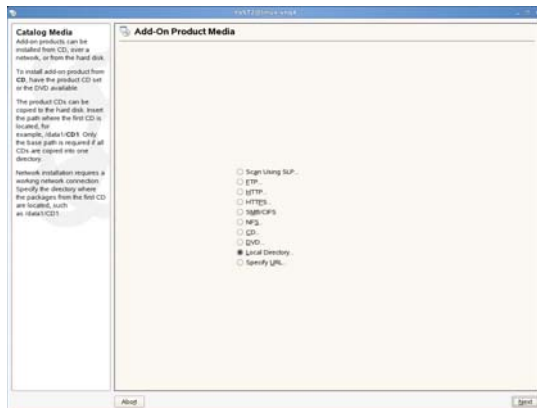 YaST2@linux-
Catalog Media
Add-on products can be
installed from CD, over a
network, or from the hard disk.
To install add-on product from
CD, have the product CD set
or the DVD available.
The product CDs can be
copied to the hard disk. Insert
the path where the first CD is
located, for
example, /data1/CD1. Only
the base path is required if all
CDs are copied into one
directory.
Network installation requires a
working network connection.
Specify the directory where
the packages from the first CD
are located, such
as /data1/CD1.
Add-On Product Media
Scan Using SLP...
FTP...
HTTP...
HTTPS...
SMB/CIFS
NFS...
CD...
DVD...
Local Directory...
Specify URL...
Abort
Next